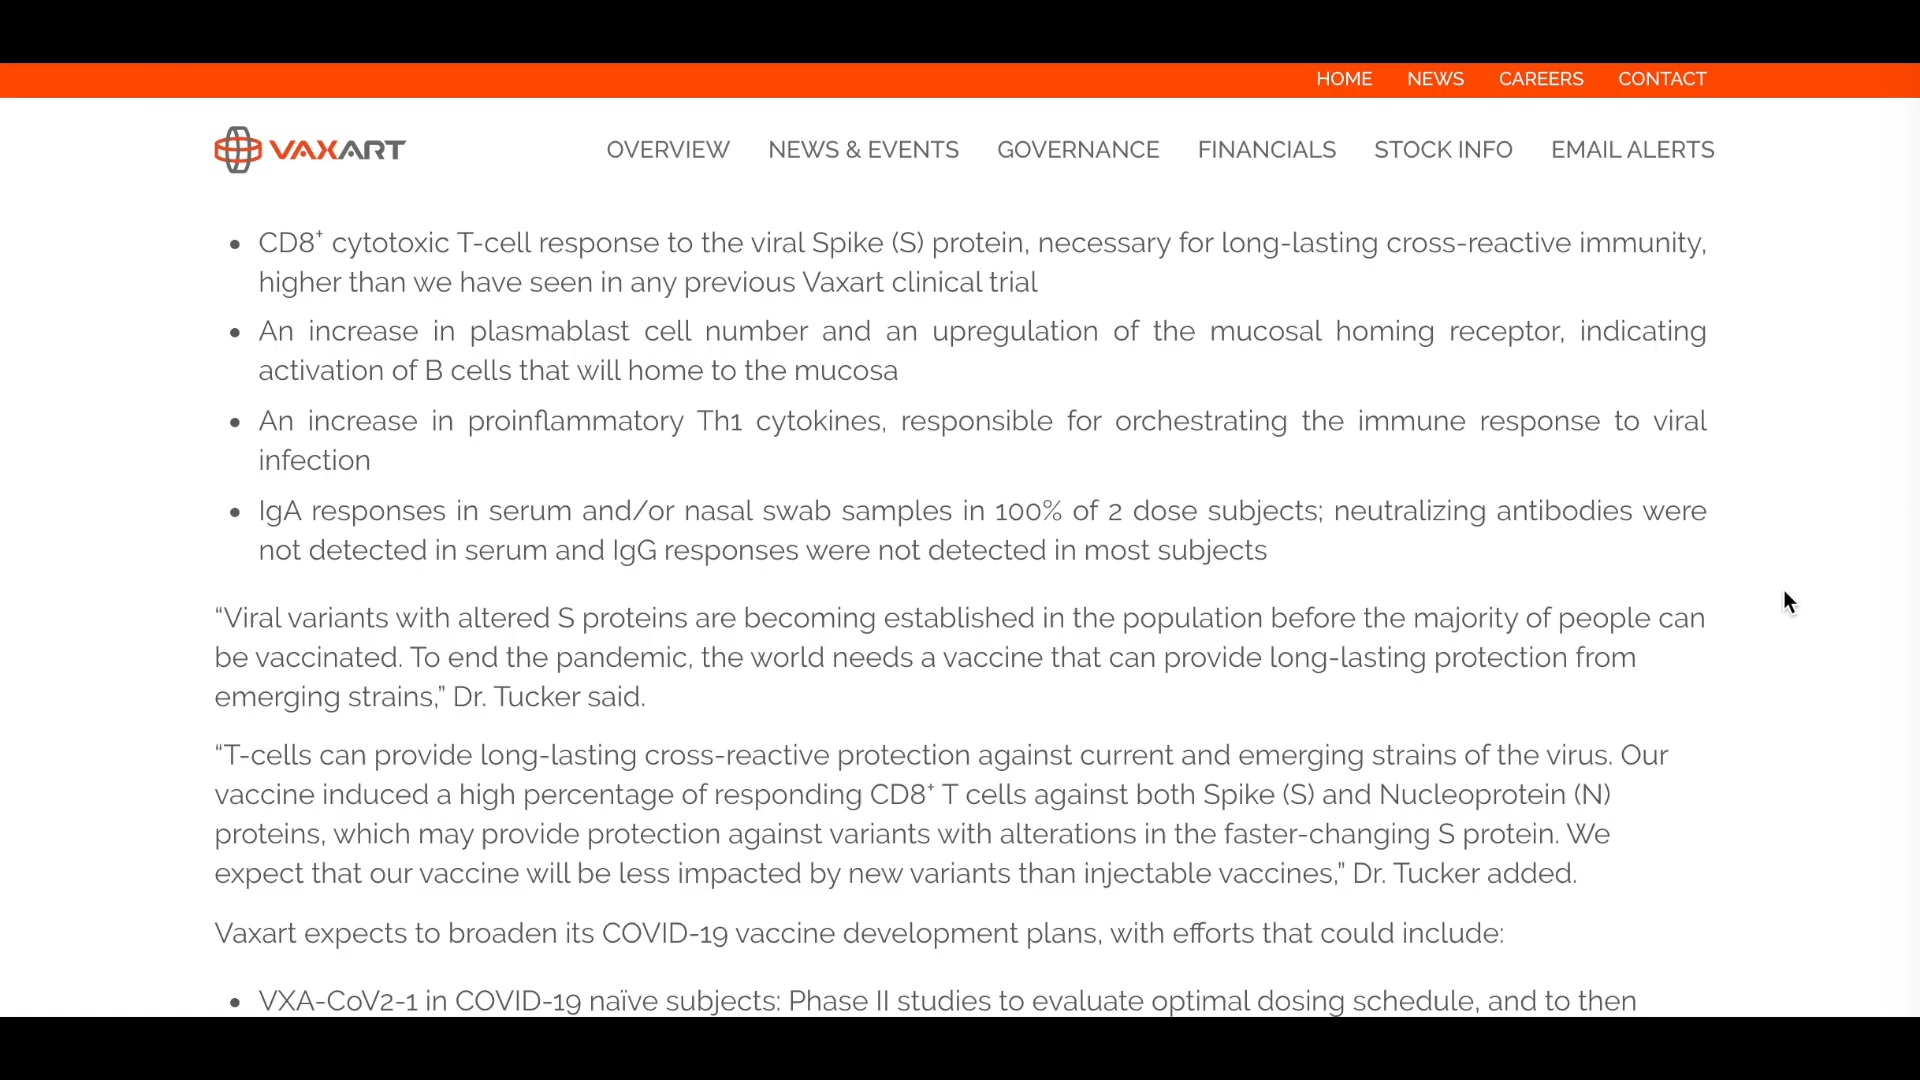 HOME NEWS CAREERS CONTACT
VAXART OVERVIEW NEWS & EVENTS GOVERNANCE FINANCIALS STOCK INFO EMAIL ALERTS
• CD8⁺ cytotoxic T-cell response to the viral Spike (S) protein, necessary for long-lasting cross-reactive immunity,
higher than we have seen in any previous Vaxart clinical trial
• An increase in plasmablast cell number and an upregulation of the mucosal homing receptor, indicating
activation of B cells that will home to the mucosa
• An increase in proinflammatory Th1 cytokines, responsible for orchestrating the immune response to viral
infection
• IgA responses in serum and/or nasal swab samples in 100% of 2 dose subjects; neutralizing antibodies were
not detected in serum and IgG responses were not detected in most subjects
“Viral variants with altered S proteins are becoming established in the population before the majority of people can
be vaccinated. To end the pandemic, the world needs a vaccine that can provide long-lasting protection from
emerging strains,” Dr. Tucker said.
“T-cells can provide long-lasting cross-reactive protection against current and emerging strains of the virus. Our
vaccine induced a high percentage of responding CD8⁺ T cells against both Spike (S) and Nucleoprotein (N)
proteins, which may provide protection against variants with alterations in the faster-changing S protein. We
expect that our vaccine will be less impacted by new variants than injectable vaccines,” Dr. Tucker added.
Vaxart expects to broaden its COVID-19 vaccine development plans, with efforts that could include:
• VXA-CoV2-1 in COVID-19 naïve subjects: Phase II studies to evaluate optimal dosing schedule, and to then